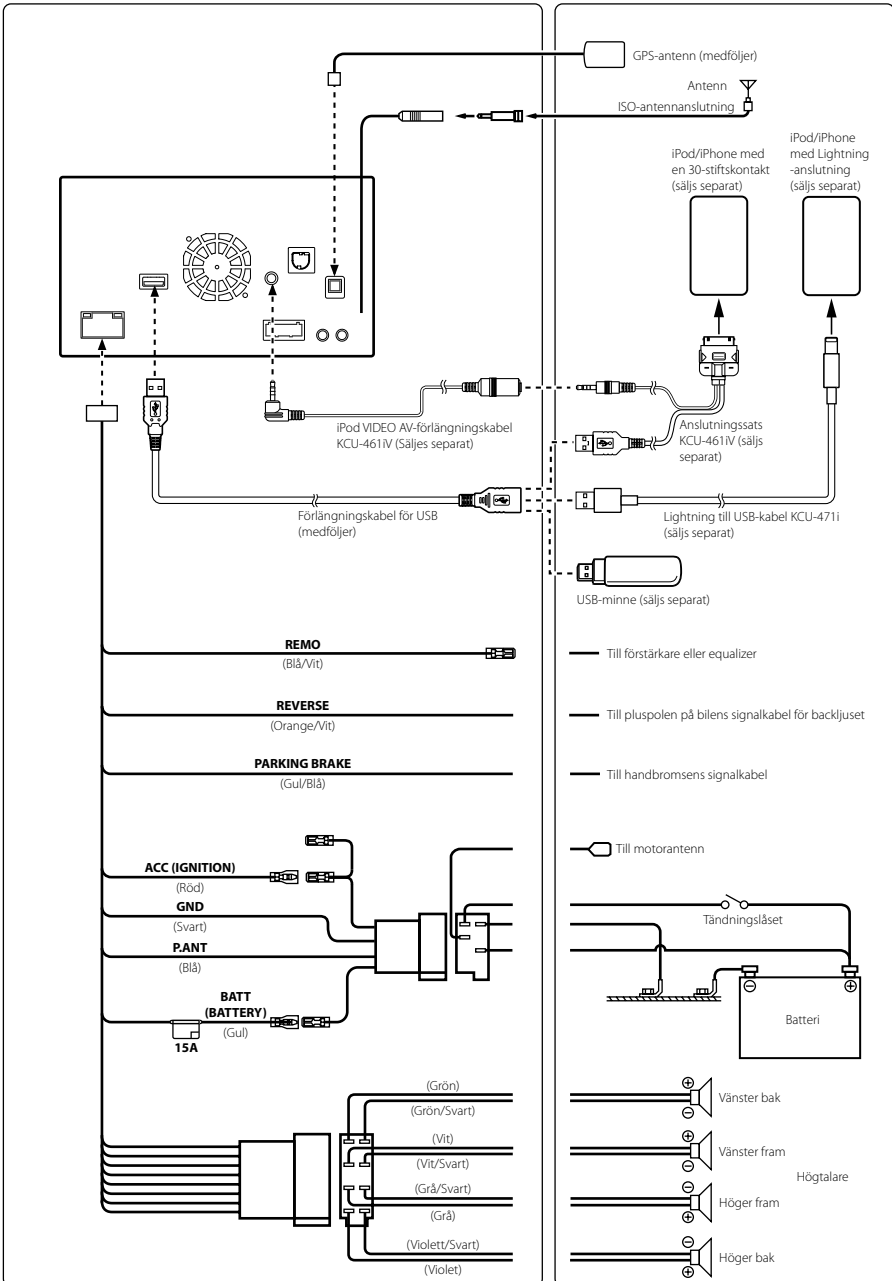 GPS-antenn (medföljer)
Antenn
ISO-antennanslutning
iPod/iPhone med
en 30-stiftskontakt
(säljs separat)
iPod/iPhone
med Lightning
-anslutning
(säljs separat)
iPod VIDEO AV-förlängningskabel
KCU-461iV (Säljes separat)
Anslutningssats
KCU-461iV (säljs
separat)
Förlängningskabel för USB
(medföljer)
Lightning till USB-kabel KCU-471i
(säljs separat)
USB-minne (säljs separat)
REMO
(Blå/Vit)
Till förstärkare eller equalizer
REVERSE
(Orange/Vit)
Till pluspolen på bilens signalkabel för backljuset
PARKING BRAKE
(Gul/Blå)
Till handbromsens signalkabel
Till motorantenn
ACC (IGNITION)
(Röd)
GND
(Svart)
P.ANT
(Blå)
Tändningslåset
BATT
(BATTERY)
(Gul)
15A
Batteri
(Grön)
(Grön/Svart)
Vänster bak
(Vit)
(Vit/Svart)
Vänster fram
Högtalare
(Grå/Svart)
(Grå)
Höger fram
(Violett/Svart)
(Violet)
Höger bak